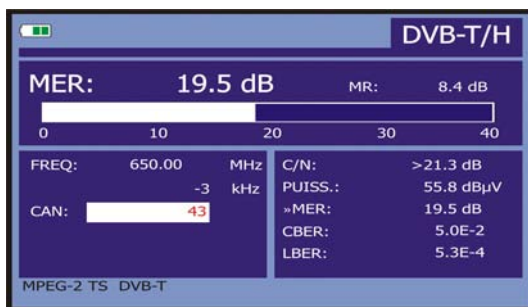 DVB-T/H
MER: 19.5 dB MR: 8.4 dB
0 10 20 30 40
FREQ: 650.00 MHz
-3 kHz
CAN: 43
C/N: >21.3 dB
PUISS.: 55.8 dBµV
»MER: 19.5 dB
CBER: 5.0E-2
LBER: 5.3E-4
MPEG-2 TS DVB-T